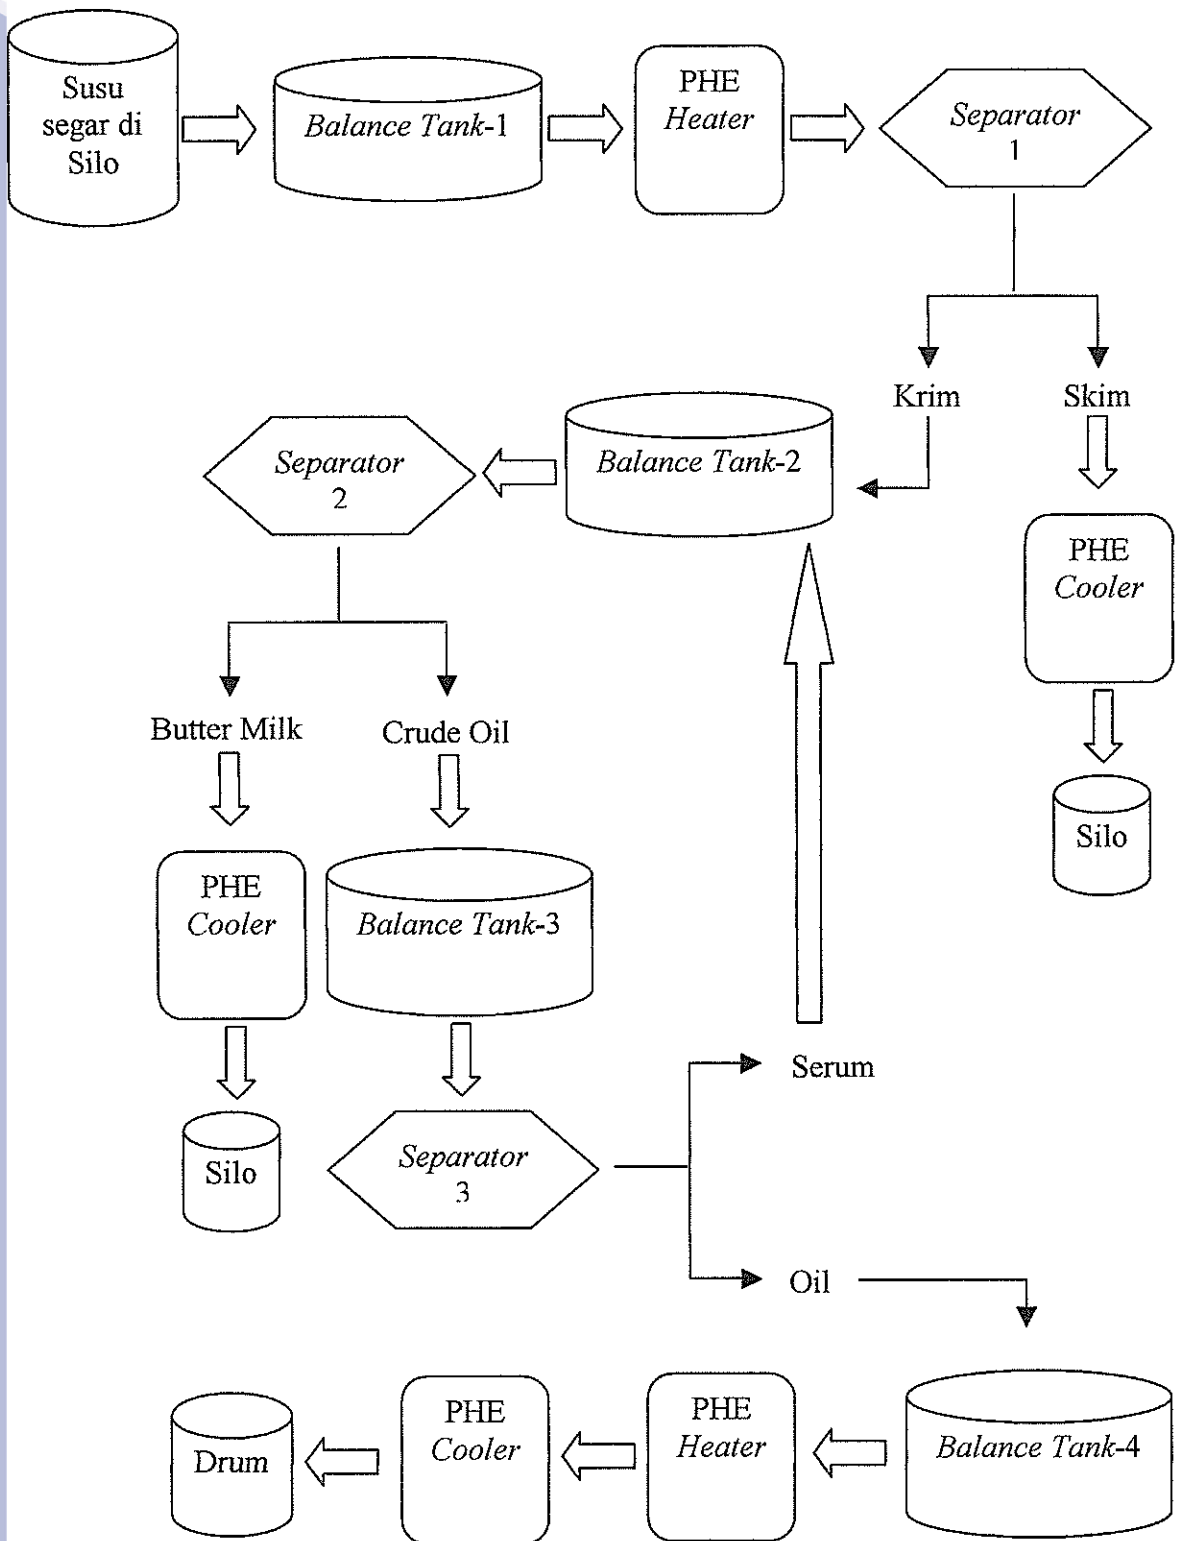 Susu
segar di
Silo
Balance Tank-1
PHE
Heater
Separator
1
Krim
Skim
Balance Tank-2
Separator
2
PHE
Cooler
Butter Milk
Crude Oil
Silo
PHE
Cooler
Balance Tank-3
Serum
Separator
3
Silo
Oil
Drum
PHE
Cooler
PHE
Heater
Balance Tank-4